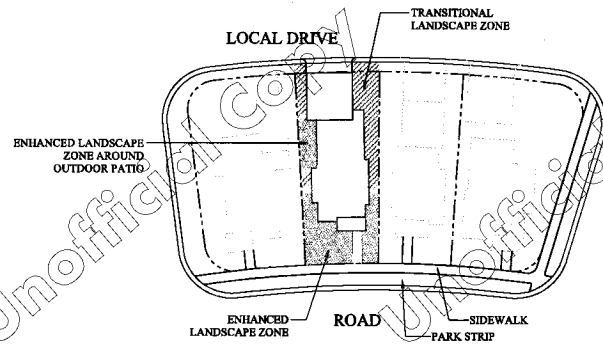 TRANSITIONAL
LANDSCAPE ZONE
LOCAL DRIVE
ENHANCED LANDSCAPE
ZONE AROUND
OUTDOOR PATIO
Unofficial Copy
Unofficial
ENHANCED
LANDSCAPE ZONE
ROAD
SIDEWALK
PARK STRIP